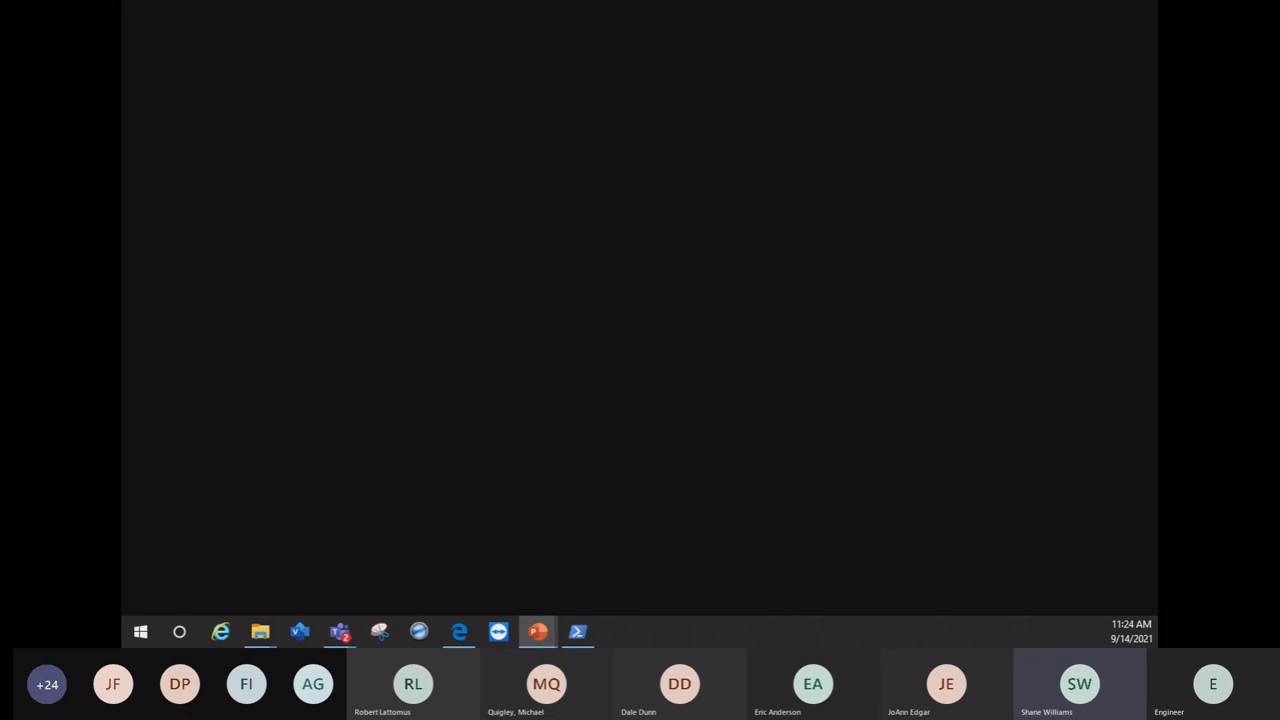 11:24 AM
9/14/2021
+24
JF
DP
FI
AG
RL
MQ
DD
EA
JE
SW
E
Robert Lattomus
Quigley, Michael
Dale Dunn
Eric Anderson
JoAnn Edgar
Shane Williams
Engineer